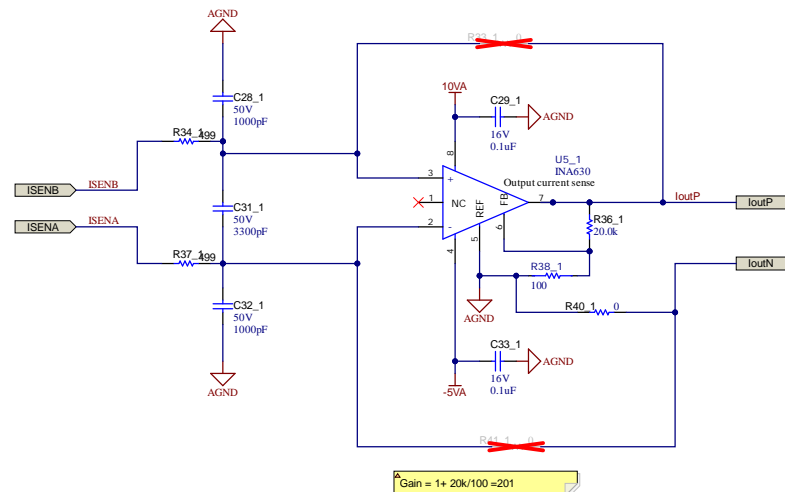 AGND
R33_1 0
C28_1
50V
1000pF
10VA
C29_1
AGND
16V
0.1uF
R34_1
499
8
U5_1
INA630
Output current sense
ISENB
ISENB
3
+
C31_1
50V
3300pF
1
NC
REF
FB
7
IoutP
IoutP
ISENA
ISENA
2
-
R36_1
20.0k
4
5
6
R37_1
499
R38_1
100
IoutN
C32_1
50V
1000pF
AGND
R40_1
0
C33_1
AGND
16V
0.1uF
AGND
-5VA
R41_1 0
Gain = 1+ 20k/100 =201